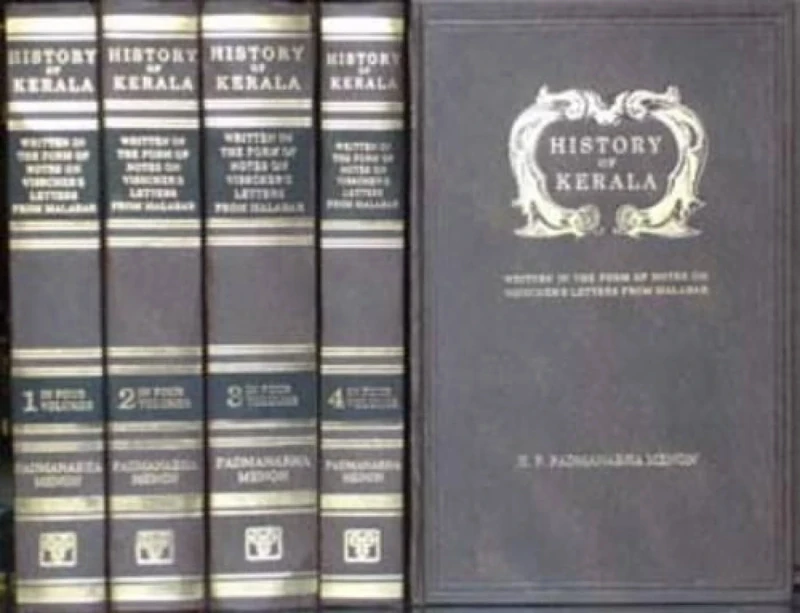 HISTORY
OF
KERALA
WRITTEN IN
THE FORM OF
NOTES ON
VISSCHER'S
LETTERS
FROM MALABAR
1 IN FOUR
VOLUMES
PADMANABHA
MENON
HISTORY
OF
KERALA
WRITTEN IN
THE FORM OF
NOTES ON
VISSCHER'S
LETTERS
FROM MALABAR
2 IN FOUR
VOLUMES
PADMANABHA
MENON
HISTORY
OF
KERALA
WRITTEN IN
THE FORM OF
NOTES ON
VISSCHER'S
LETTERS
FROM MALABAR
3 IN FOUR
VOLUMES
PADMANABHA
MENON
HISTORY
OF
KERALA
WRITTEN IN
THE FORM OF
NOTES ON
VISSCHER'S
LETTERS
FROM MALABAR
4 IN FOUR
VOLUMES
PADMANABHA
MENON
HISTORY
OF
KERALA
WRITTEN IN THE FORM OF NOTES ON
VISSCHER'S LETTERS FROM MALABAR
K. P. PADMANABHA MENON